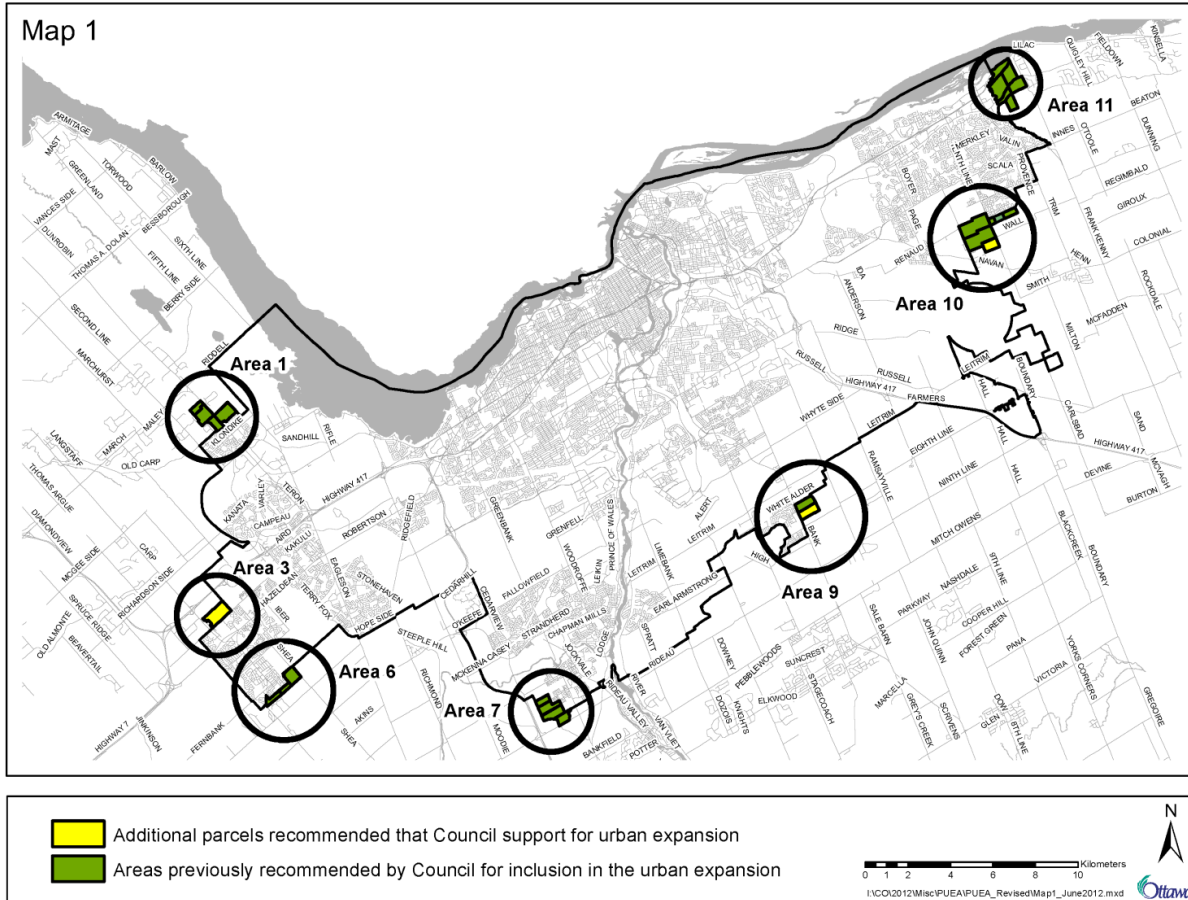 Map 1
LILAC
QUIGLEY HILL
FIELDOWN
KINSELLA
Area 11
BEATON
INNES
O'TOOLE
DUNNING
MERKLEY
VALIN
TENTH LINE
SCALA
PROVENCE
REGIMBALD
BOYER
PAGE
TRIM
GIROUX
FRANK KENNY
WALL
COLONIAL
RENAUD
NAVAN
HENN
SMITH
Area 10
IDA
ANDERSON
ROCKDALE
MCFADDEN
RIDGE
MILTON
ARMITAGE
MAST
GREENLAND
TORWOOD
BARLOW
BESSBOROUGH
VANCES SIDE
DUNROBIN
THOMAS A. DOLAN
SIXTH LINE
FIFTH LINE
BERRY SIDE
SECOND LINE
MARCHURST
RIDDELL
Area 1
MALEY
MARCH
KLONDIKE
OLD CARP
SANDHILL
RIFLE
LANGSTAFF
THOMAS ARGUE
DIAMONDVIEW
HIGHWAY 417
KANATA
VARLEY
TERON
CAMPEAU
AIRD
KAKULU
ROBERTSON
RIDGEFIELD
GREENBANK
GRENFELL
CARP
MCGEE SIDE
RICHARDSON SIDE
Area 3
HAZELDEAN
EAGLESON
STONEHAVEN
TERRY FOX
IBER
SPRUCE RIDGE
OLD ALMONTE
BEAVERTAIL
HOPE SIDE
CEDARHILL
O'KEEFE
CEDARVIEW
FALLOWFIELD
WOODROFFE
LEIKIN
PRINCE OF WALES
STRANDHERD
CHAPMAN MILLS
STEEPLE HILL
MCKENNA CASEY
JOCKVALE
LODGE
SHEA
Area 6
RICHMOND
Area 7
MOODIE
HIGHWAY 7
JINKINSON
FERNBANK
AKINS
SHEA
BANKFIELD
POTTER
RIDEAU VALLEY
VAN VLIET
RIVER
RIDEAU
SPRATT
LEITRIM
LIMEBANK
EARL ARMSTRONG
LEITRIM
ALERT
HIGH
DOWNEY
PEBBLEWOODS
ELKWOOD
DOZOIS
KNIGHTS
SUNCREST
STAGECOACH
WHITE ALDER
BANK
Area 9
RUSSELL
RUSSELL
HIGHWAY 417
WHYTE SIDE
FARMERS
LEITRIM
RAMSAYVILLE
EIGHTH LINE
NINTH LINE
HALL
LEITRIM
HALL
BOUNDARY
CARLSBAD
SAND
HIGHWAY 417
MCVAGH
DEVINE
BURTON
MITCH OWENS
BLACKCREEK
BOUNDARY
9TH LINE
NASHDALE
PARKWAY
COOPER HILL
JOHN QUINN
FOREST GREEN
PANA
SALE BARN
YORKS CORNERS
VICTORIA
MARCELLA
GREY'S CREEK
SCRIVENS
DOW
GLEN
8TH LINE
GREGOIRE
Additional parcels recommended that Council support for urban expansion
Areas previously recommended by Council for inclusion in the urban expansion
N
Kilometers
0 1 2 4 6 8 10
I:\CO\2012\Misc\PUEA\PUEA_Revised\Map1_June2012.mxd
Ottawa